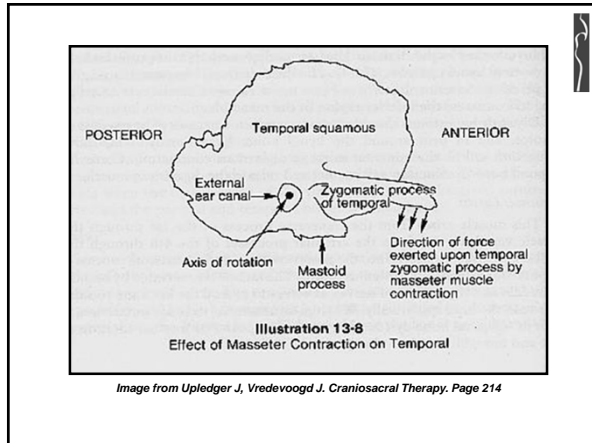 POSTERIOR
Temporal squamous
ANTERIOR
External
ear canal
Zygomatic process
of temporal
Axis of rotation
Mastoid
process
Direction of force
exerted upon temporal
zygomatic process by
masseter muscle
contraction
Illustration 13-8
Effect of Masseter Contraction on Temporal
Image from Upledger J, Vredevoogd J. Craniosacral Therapy. Page 214